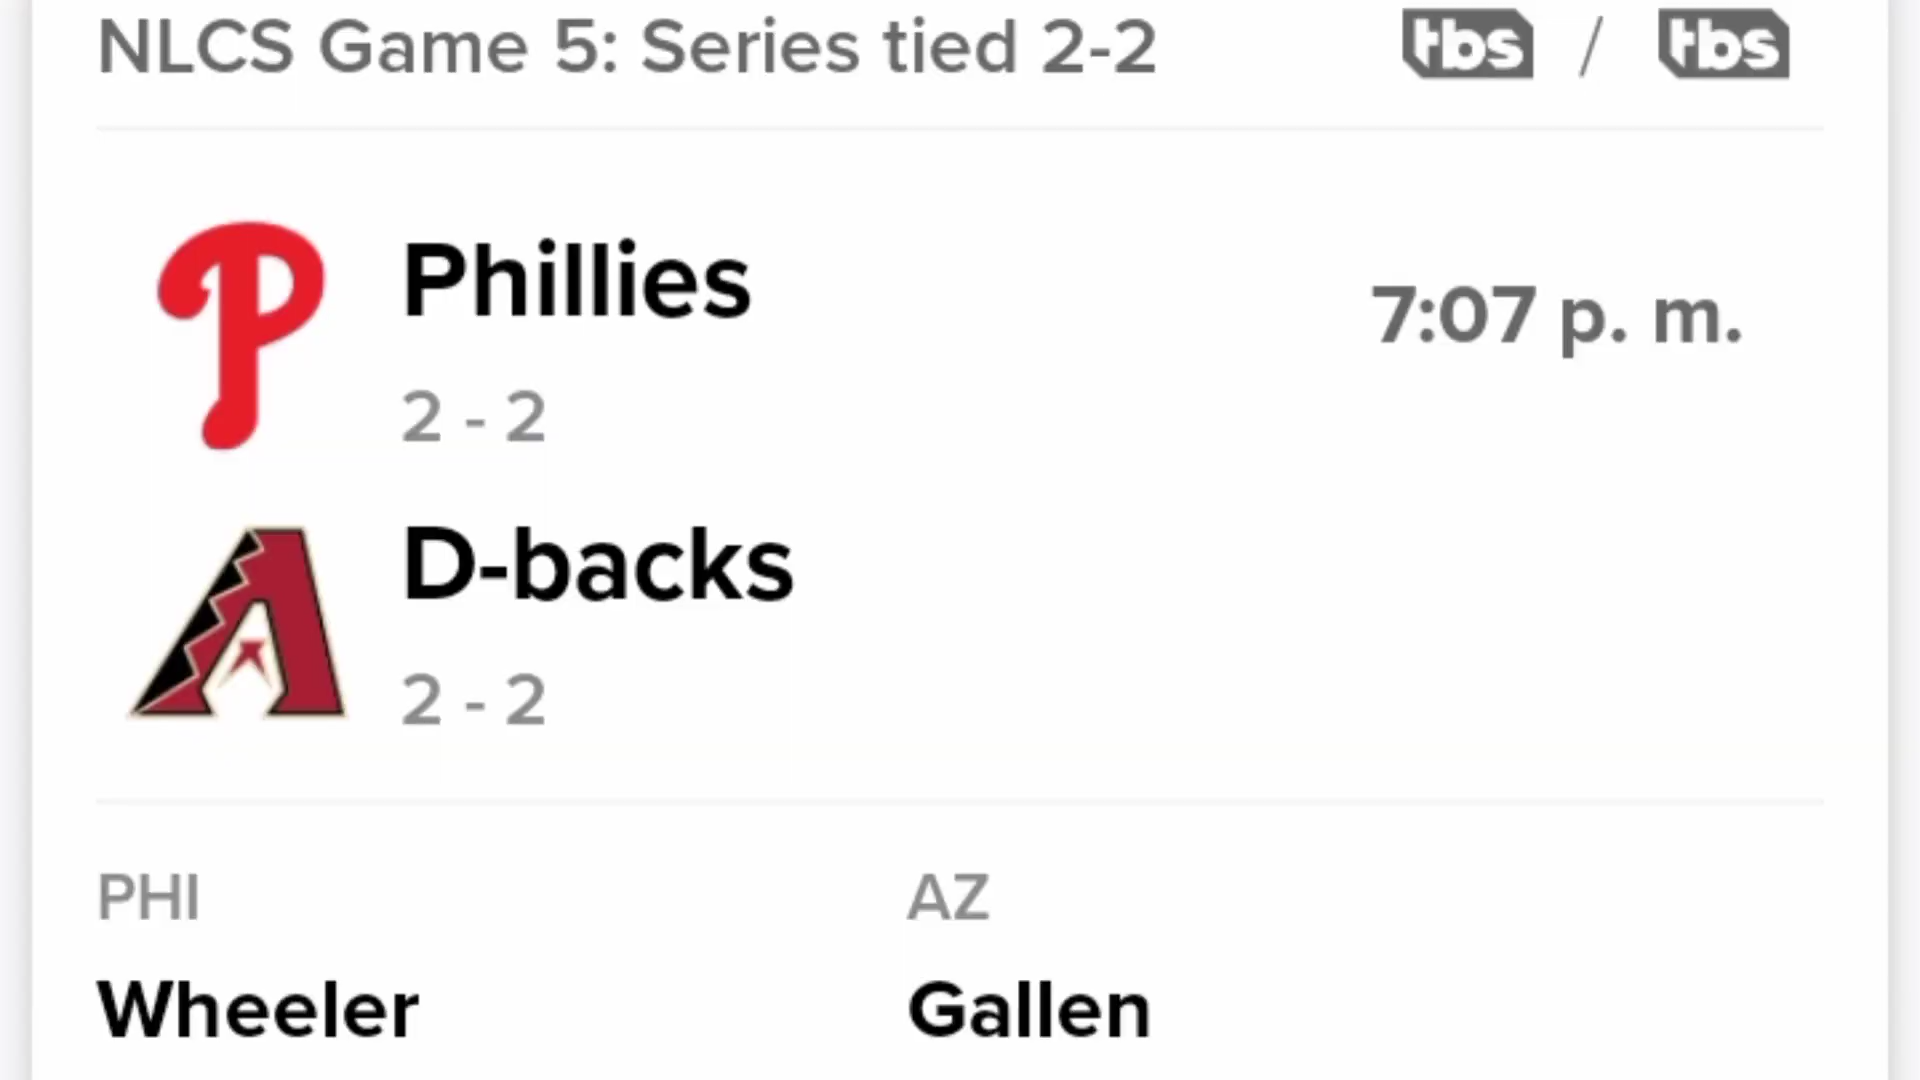 NLCS Game 5: Series tied 2-2 tbs / tbs
Phillies
7:07 p. m.
2 - 2
D-backs
2 - 2
PHI AZ
Wheeler Gallen